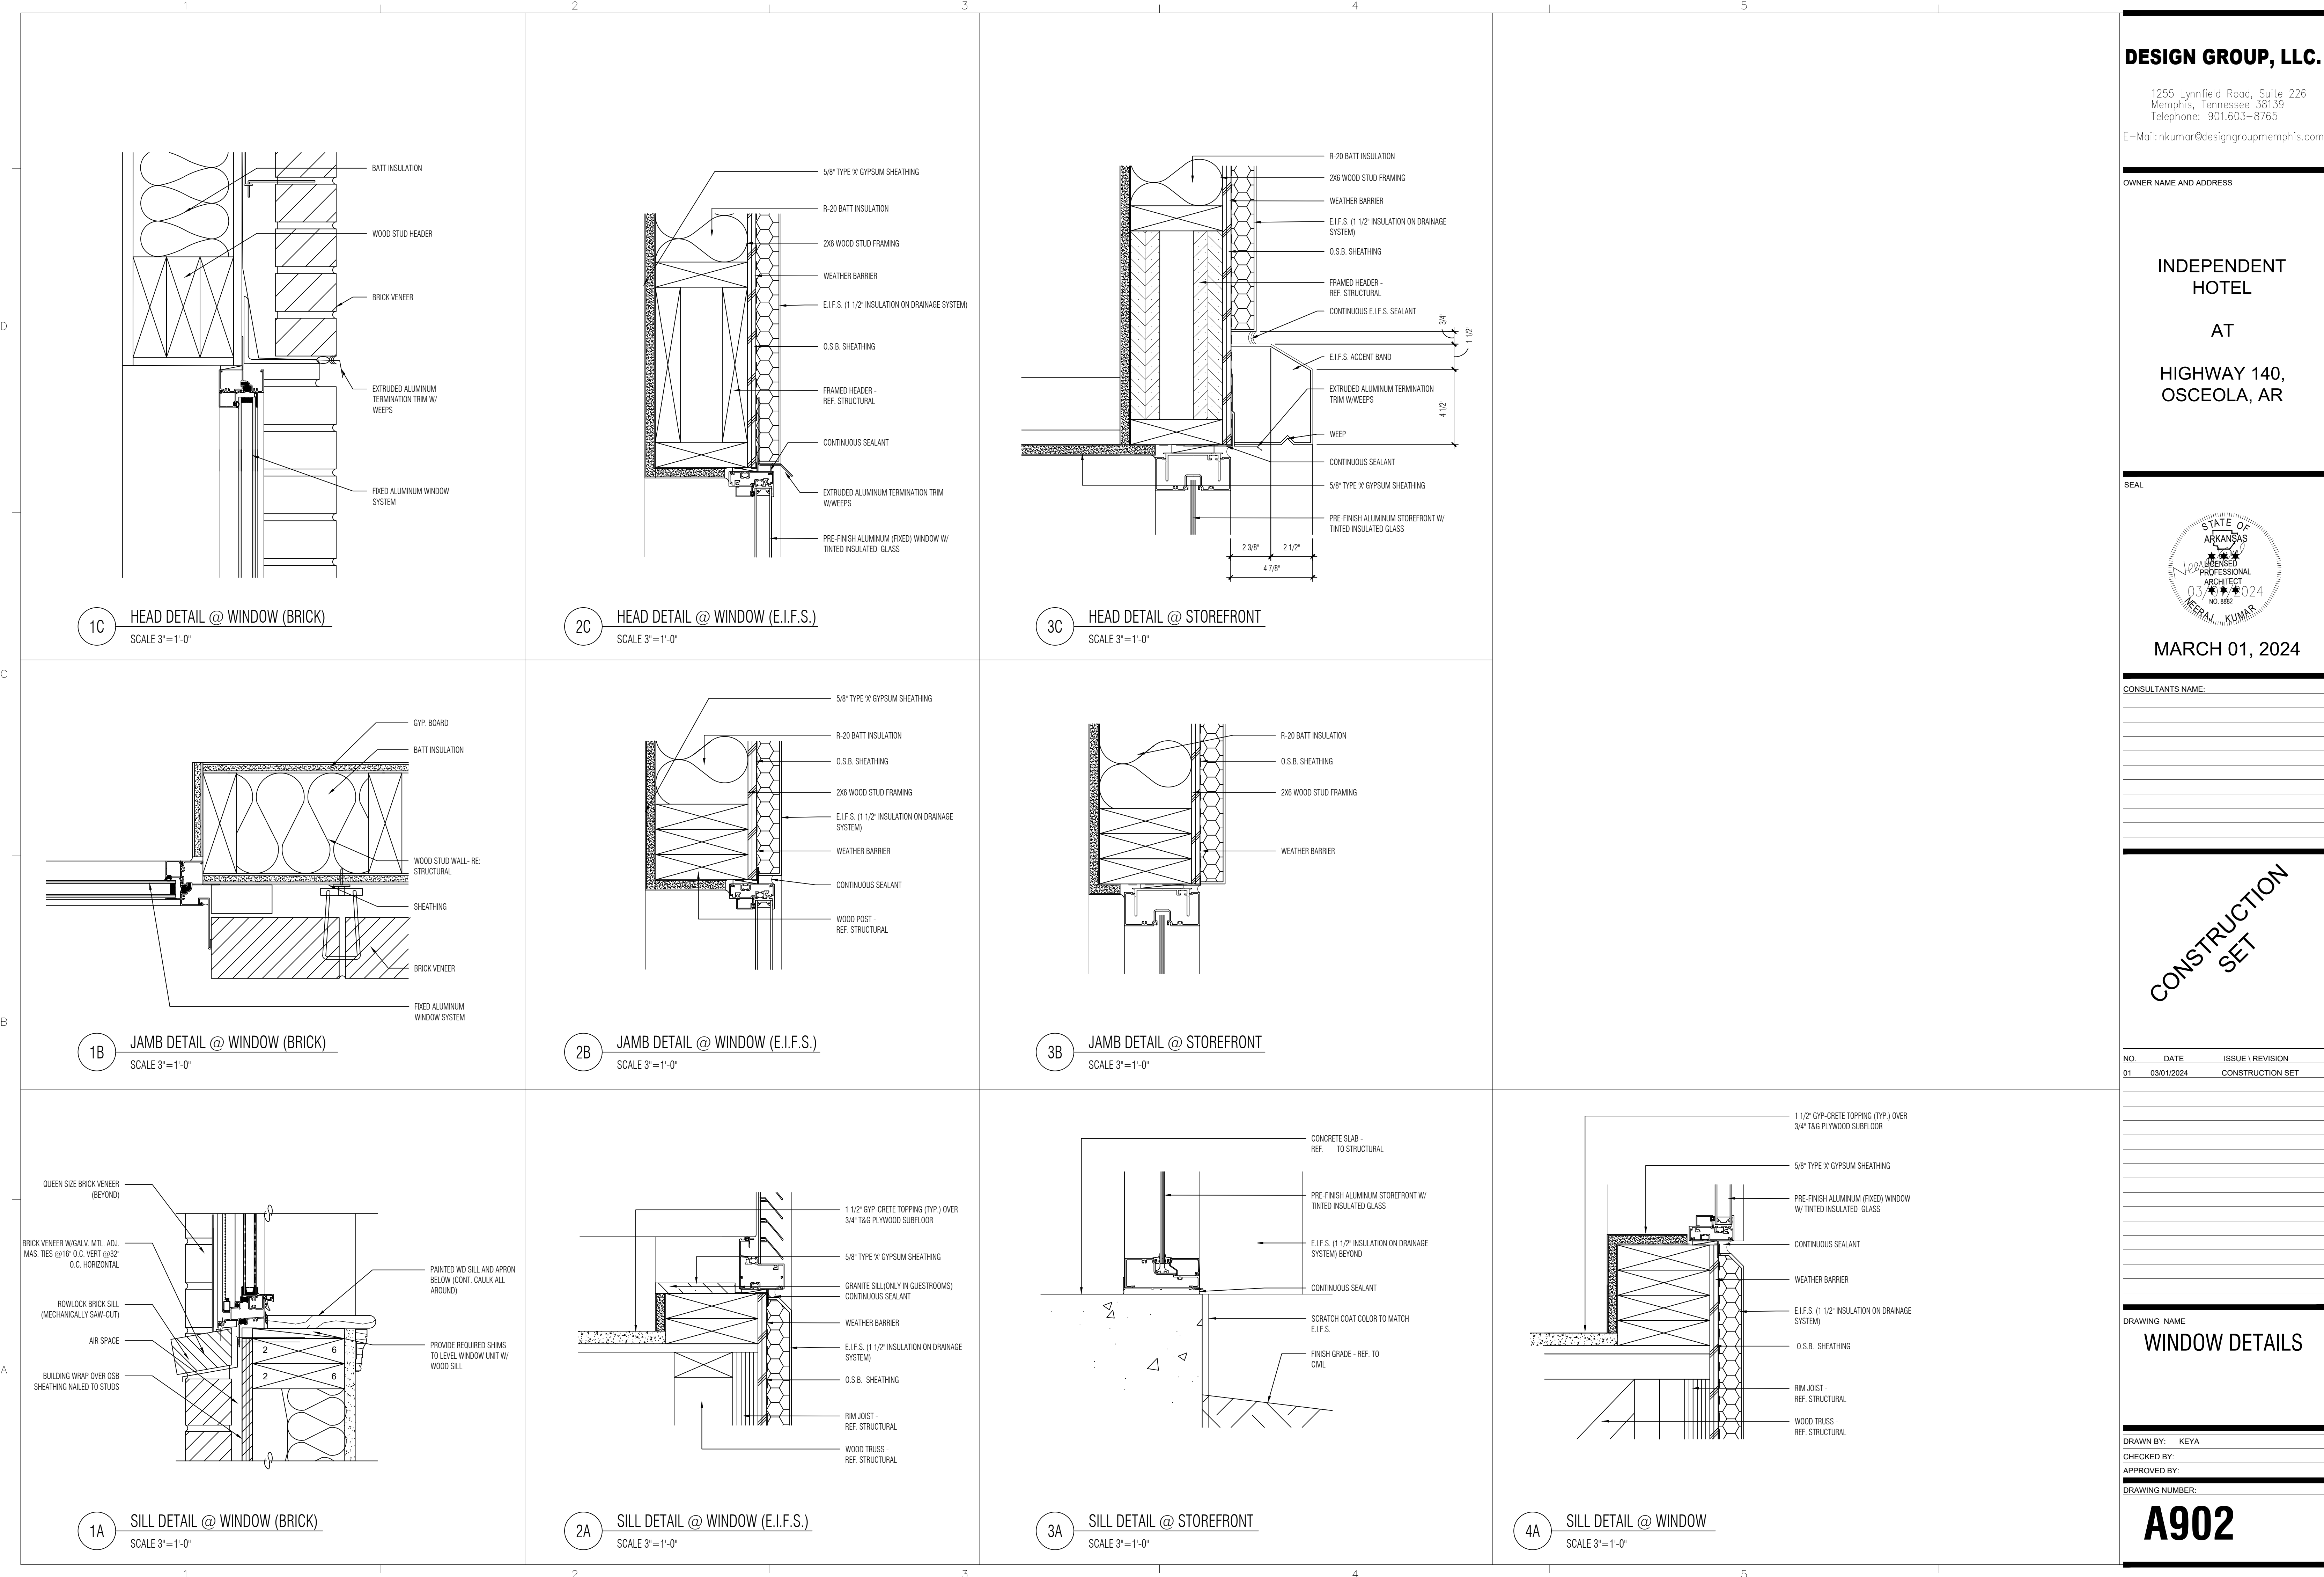 1
2
3
4
5
D
C
B
A
BATT INSULATION
WOOD STUD HEADER
BRICK VENEER
EXTRUDED ALUMINUM
TERMINATION TRIM W/
WEEPS
FIXED ALUMINUM WINDOW
SYSTEM
1C
HEAD DETAIL @ WINDOW (BRICK)
SCALE 3"=1'-0"
5/8" TYPE 'X' GYPSUM SHEATHING
R-20 BATT INSULATION
2X6 WOOD STUD FRAMING
WEATHER BARRIER
E.I.F.S. (1 1/2" INSULATION ON DRAINAGE SYSTEM)
O.S.B. SHEATHING
FRAMED HEADER -
REF. STRUCTURAL
CONTINUOUS SEALANT
EXTRUDED ALUMINUM TERMINATION TRIM
W/WEEPS
PRE-FINISH ALUMINUM (FIXED) WINDOW W/
TINTED INSULATED GLASS
2C
HEAD DETAIL @ WINDOW (E.I.F.S.)
SCALE 3"=1'-0"
R-20 BATT INSULATION
2X6 WOOD STUD FRAMING
WEATHER BARRIER
E.I.F.S. (1 1/2" INSULATION ON DRAINAGE
SYSTEM)
O.S.B. SHEATHING
FRAMED HEADER -
REF. STRUCTURAL
CONTINUOUS E.I.F.S. SEALANT
3/4"
1 1/2"
E.I.F.S. ACCENT BAND
EXTRUDED ALUMINUM TERMINATION
TRIM W/WEEPS
4 1/2"
WEEP
CONTINUOUS SEALANT
5/8" TYPE 'X' GYPSUM SHEATHING
PRE-FINISH ALUMINUM STOREFRONT W/
TINTED INSULATED GLASS
2 3/8"
2 1/2"
4 7/8"
3C
HEAD DETAIL @ STOREFRONT
SCALE 3"=1'-0"
GYP. BOARD
BATT INSULATION
WOOD STUD WALL- RE:
STRUCTURAL
SHEATHING
BRICK VENEER
FIXED ALUMINUM
WINDOW SYSTEM
1B
JAMB DETAIL @ WINDOW (BRICK)
SCALE 3"=1'-0"
5/8" TYPE 'X' GYPSUM SHEATHING
R-20 BATT INSULATION
O.S.B. SHEATHING
2X6 WOOD STUD FRAMING
E.I.F.S. (1 1/2" INSULATION ON DRAINAGE
SYSTEM)
WEATHER BARRIER
CONTINUOUS SEALANT
WOOD POST -
REF. STRUCTURAL
2B
JAMB DETAIL @ WINDOW (E.I.F.S.)
SCALE 3"=1'-0"
R-20 BATT INSULATION
O.S.B. SHEATHING
2X6 WOOD STUD FRAMING
WEATHER BARRIER
3B
JAMB DETAIL @ STOREFRONT
SCALE 3"=1'-0"
QUEEN SIZE BRICK VENEER
(BEYOND)
BRICK VENEER W/GALV. MTL. ADJ.
MAS. TIES @16" O.C. VERT @32"
O.C. HORIZONTAL
ROWLOCK BRICK SILL
(MECHANICALLY SAW-CUT)
AIR SPACE
BUILDING WRAP OVER OSB
SHEATHING NAILED TO STUDS
2 6
2 6
PAINTED WD SILL AND APRON
BELOW (CONT. CAULK ALL
AROUND)
PROVIDE REQUIRED SHIMS
TO LEVEL WINDOW UNIT W/
WOOD SILL
1A
SILL DETAIL @ WINDOW (BRICK)
SCALE 3"=1'-0"
1 1/2" GYP-CRETE TOPPING (TYP.) OVER
3/4" T&G PLYWOOD SUBFLOOR
5/8" TYPE 'X' GYPSUM SHEATHING
GRANITE SILL(ONLY IN GUESTROOMS)
CONTINUOUS SEALANT
WEATHER BARRIER
E.I.F.S. (1 1/2" INSULATION ON DRAINAGE
SYSTEM)
O.S.B. SHEATHING
RIM JOIST -
REF. STRUCTURAL
WOOD TRUSS -
REF. STRUCTURAL
2A
SILL DETAIL @ WINDOW (E.I.F.S.)
SCALE 3"=1'-0"
CONCRETE SLAB -
REF. TO STRUCTURAL
PRE-FINISH ALUMINUM STOREFRONT W/
TINTED INSULATED GLASS
E.I.F.S. (1 1/2" INSULATION ON DRAINAGE
SYSTEM) BEYOND
CONTINUOUS SEALANT
SCRATCH COAT COLOR TO MATCH
E.I.F.S.
FINISH GRADE - REF. TO
CIVIL
3A
SILL DETAIL @ STOREFRONT
SCALE 3"=1'-0"
1 1/2" GYP-CRETE TOPPING (TYP.) OVER
3/4" T&G PLYWOOD SUBFLOOR
5/8" TYPE 'X' GYPSUM SHEATHING
PRE-FINISH ALUMINUM (FIXED) WINDOW
W/ TINTED INSULATED GLASS
CONTINUOUS SEALANT
WEATHER BARRIER
E.I.F.S. (1 1/2" INSULATION ON DRAINAGE
SYSTEM)
O.S.B. SHEATHING
RIM JOIST -
REF. STRUCTURAL
WOOD TRUSS -
REF. STRUCTURAL
4A
SILL DETAIL @ WINDOW
SCALE 3"=1'-0"
1
2
3
4
5
DESIGN GROUP, LLC.
1255 Lynnfield Road, Suite 226
Memphis, Tennessee 38139
Telephone: 901.603-8765
E-Mail: nkumar@designgroupmemphis.com
OWNER NAME AND ADDRESS
INDEPENDENT
HOTEL
AT
HIGHWAY 140,
OSCEOLA, AR
SEAL
STATE OF
ARKANSAS
LICENSED
PROFESSIONAL
ARCHITECT
03/01/2024
NO. 8882
NEERAJ KUMAR
MARCH 01, 2024
CONSULTANTS NAME:
CONSTRUCTION
SET
NO. DATE ISSUE \ REVISION
01 03/01/2024 CONSTRUCTION SET
DRAWING NAME
WINDOW DETAILS
DRAWN BY: KEYA
CHECKED BY:
APPROVED BY:
DRAWING NUMBER:
A902